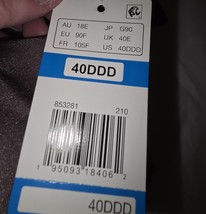 AU 18E JP G90
EU 90F UK 40E
FR 105F US 40DDD
40DDD
853281 210
1 95093 18406 2
40DDD